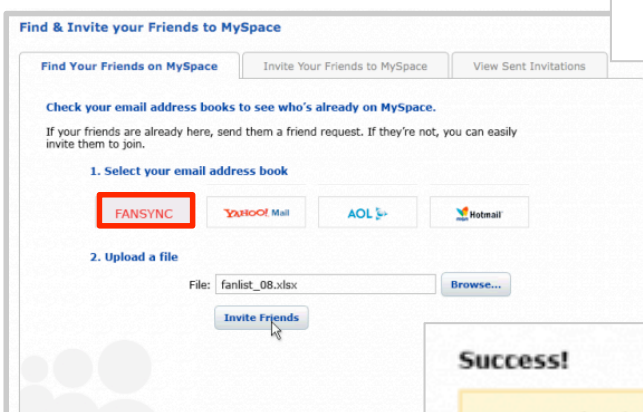 Find & Invite your Friends to MySpace
Find Your Friends on MySpace
Invite Your Friends to MySpace
View Sent Invitations
Check your email address books to see who's already on MySpace.
If your friends are already here, send them a friend request. If they're not, you can easily
invite them to join.
1. Select your email address book
FANSYNC
YAHOO! Mail
AOL
Hotmail
2. Upload a file
File: fanlist_08.xlsx
Browse...
Invite Friends
Success!